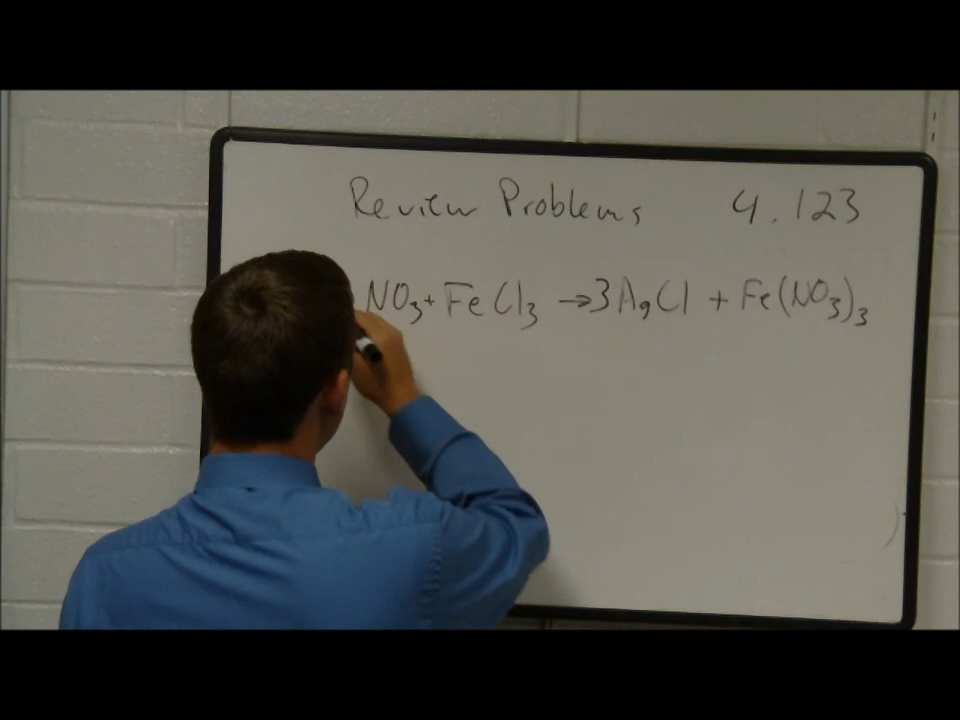 Review Problems 4.123
NO3 + FeCl3 → 3AgCl + Fe(NO3)3